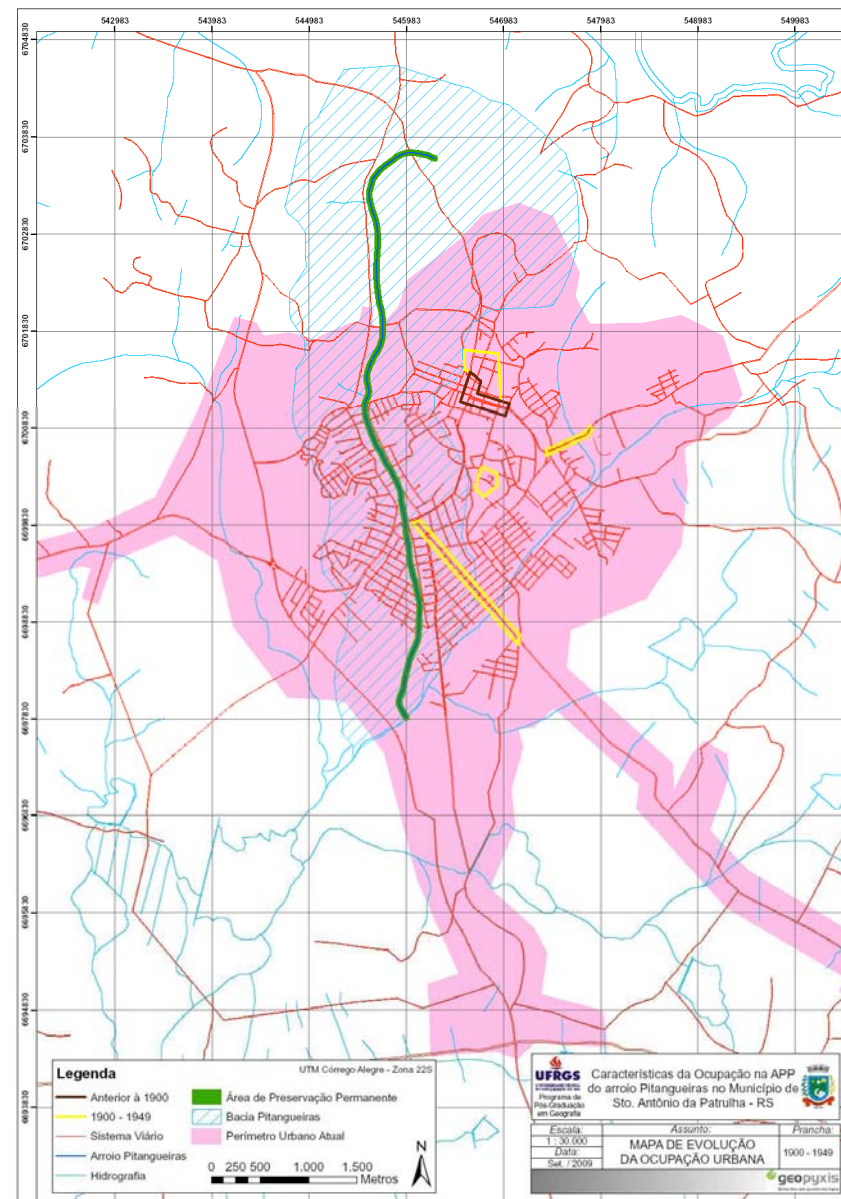 542983 543983 544983 545983 546983 547983 548983 549983
6704830
6703830
6702830
6701830
6700830
6699830
6698830
6697830
6696830
6695830
6694830
6693830
Legenda
UTM Córrego Alegre - Zona 22S
Anterior à 1900
1900 - 1949
Sistema Viário
Arroio Pitangueiras
Hidrografia
Área de Preservação Permanente
Bacia Pitangueiras
Perímetro Urbano Atual
0 250 500 1.000 1.500
Metros
N
UFRGS
Programa de
Pós-Graduação
em Geografia
Características da Ocupação na APP
do arroio Pitangueiras no Município de
Sto. Antônio da Patrulha - RS
Escala:
1 : 30.000
Data:
Set. / 2009
Assunto:
MAPA DE EVOLUÇÃO
DA OCUPAÇÃO URBANA
Prancha:
1900 - 1949
geopyxis